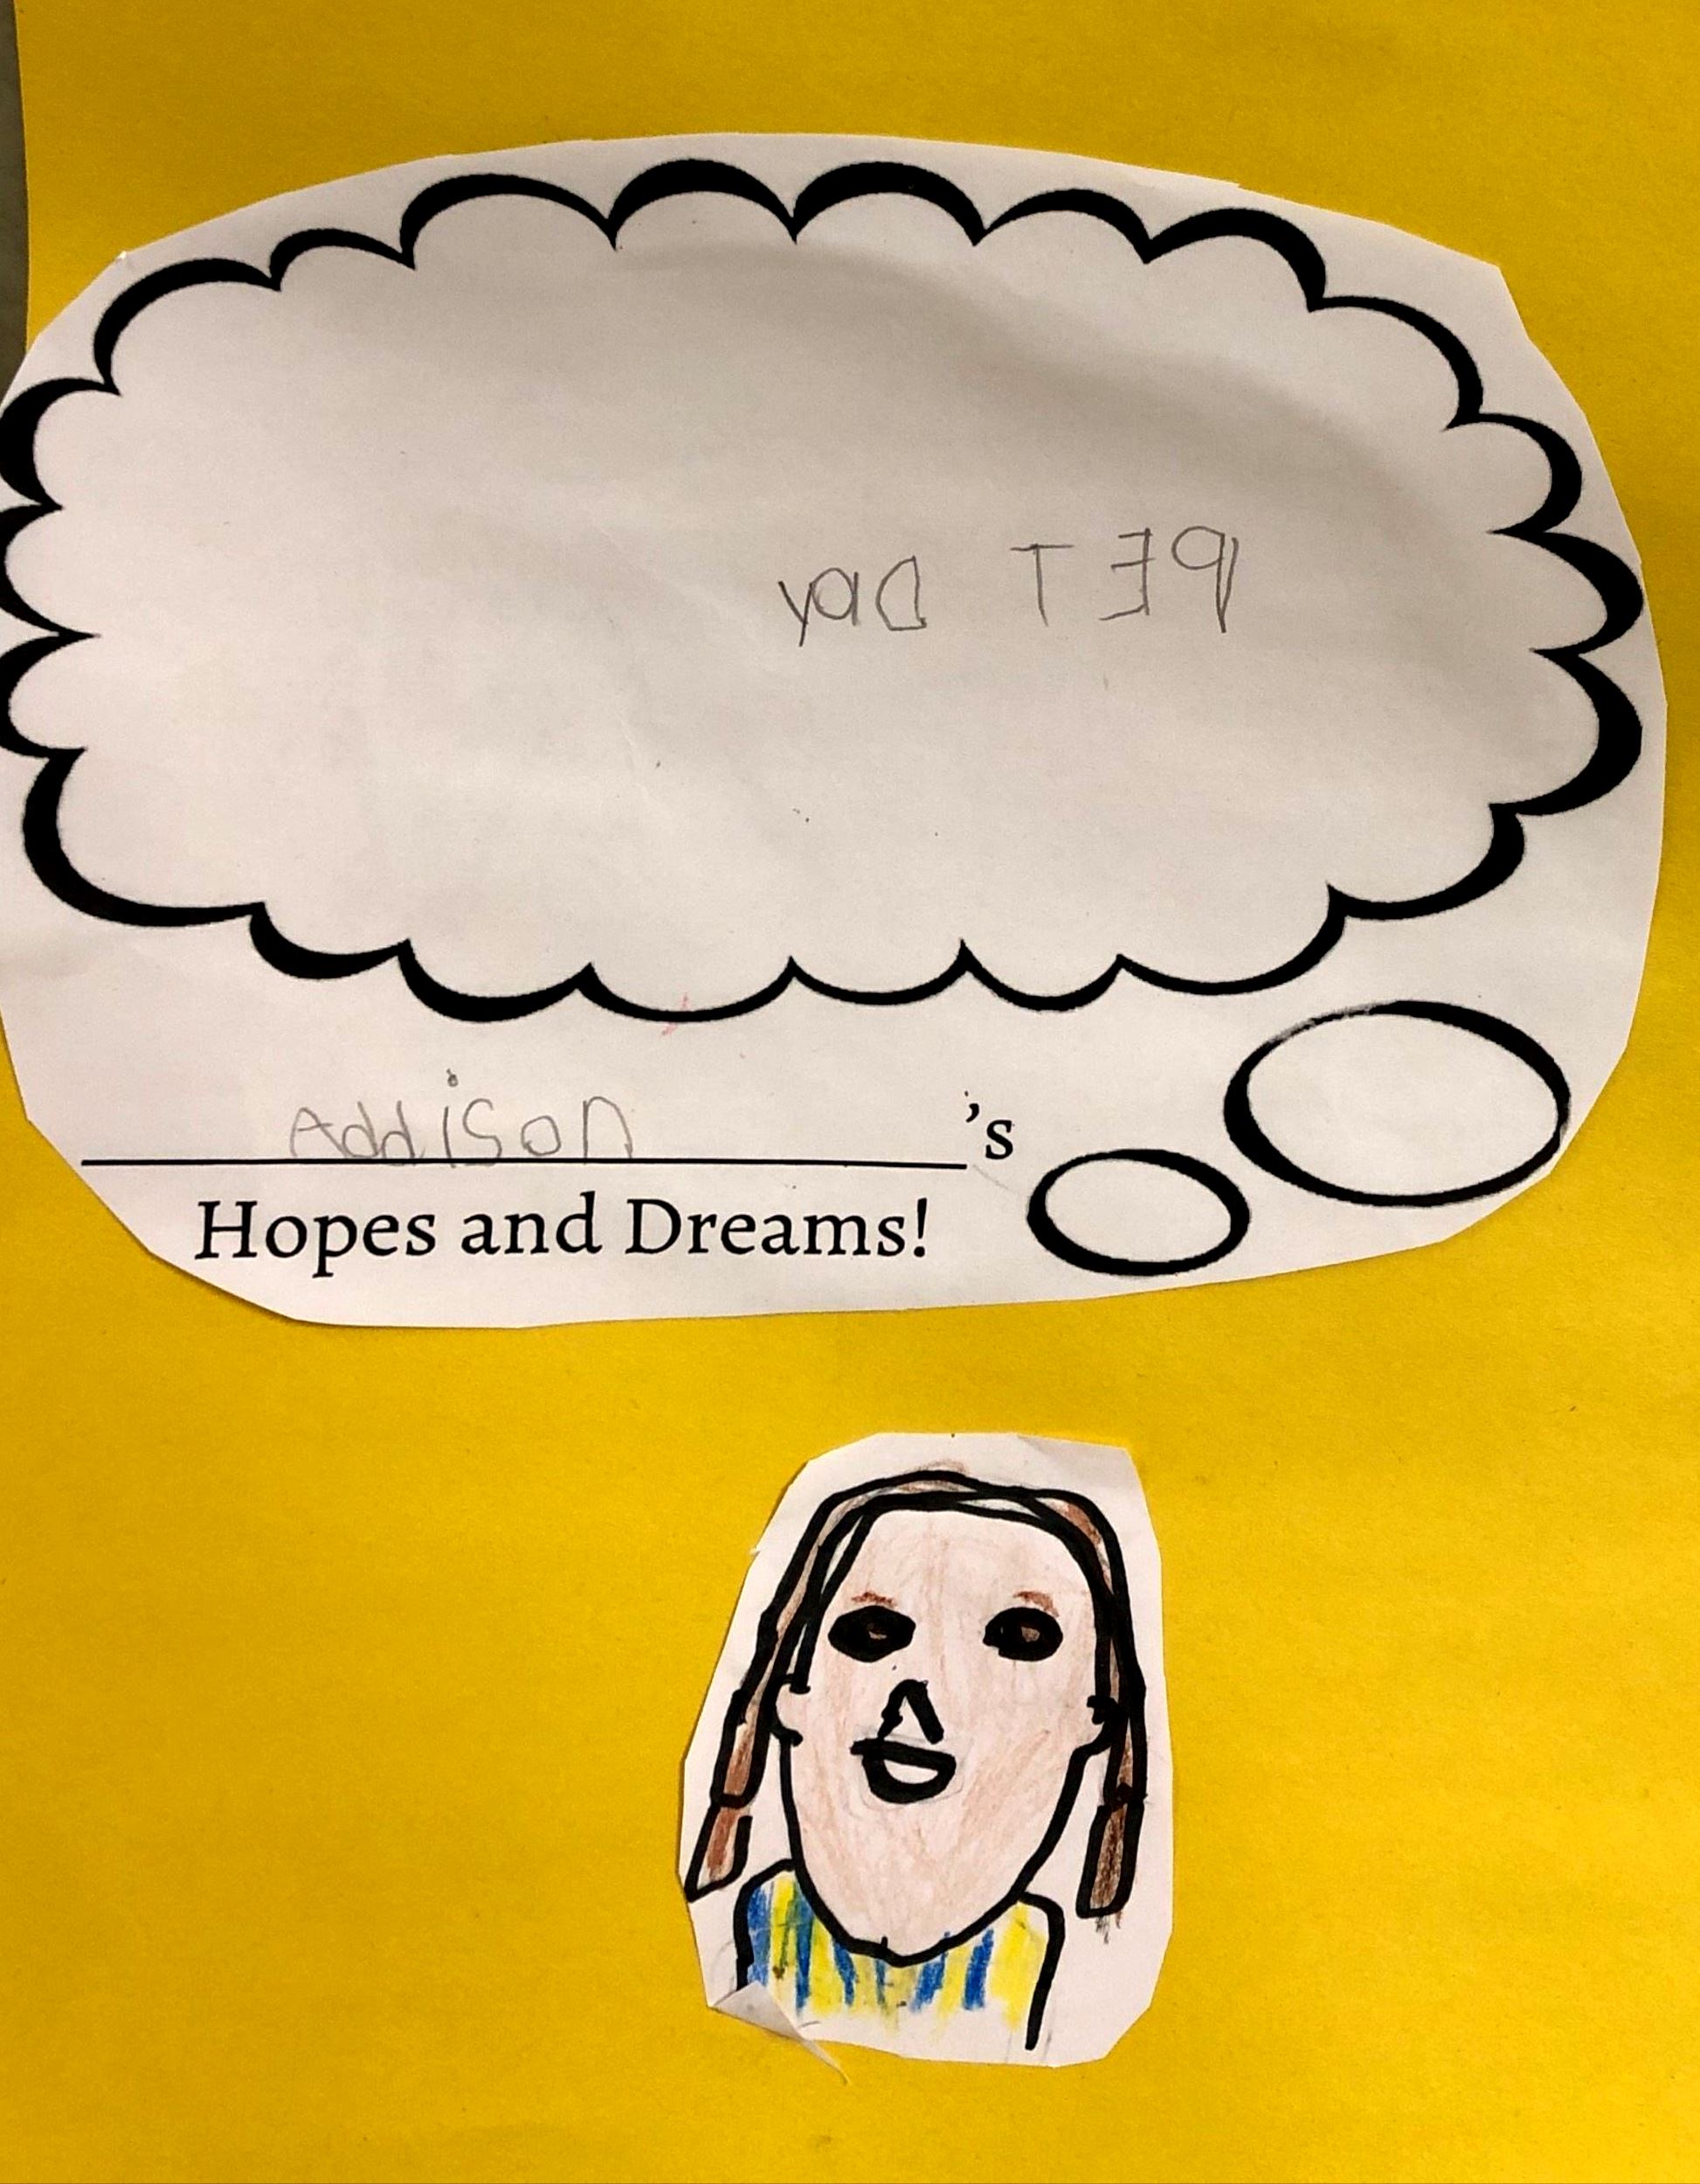 PET Day
Addison's
Hopes and Dreams!